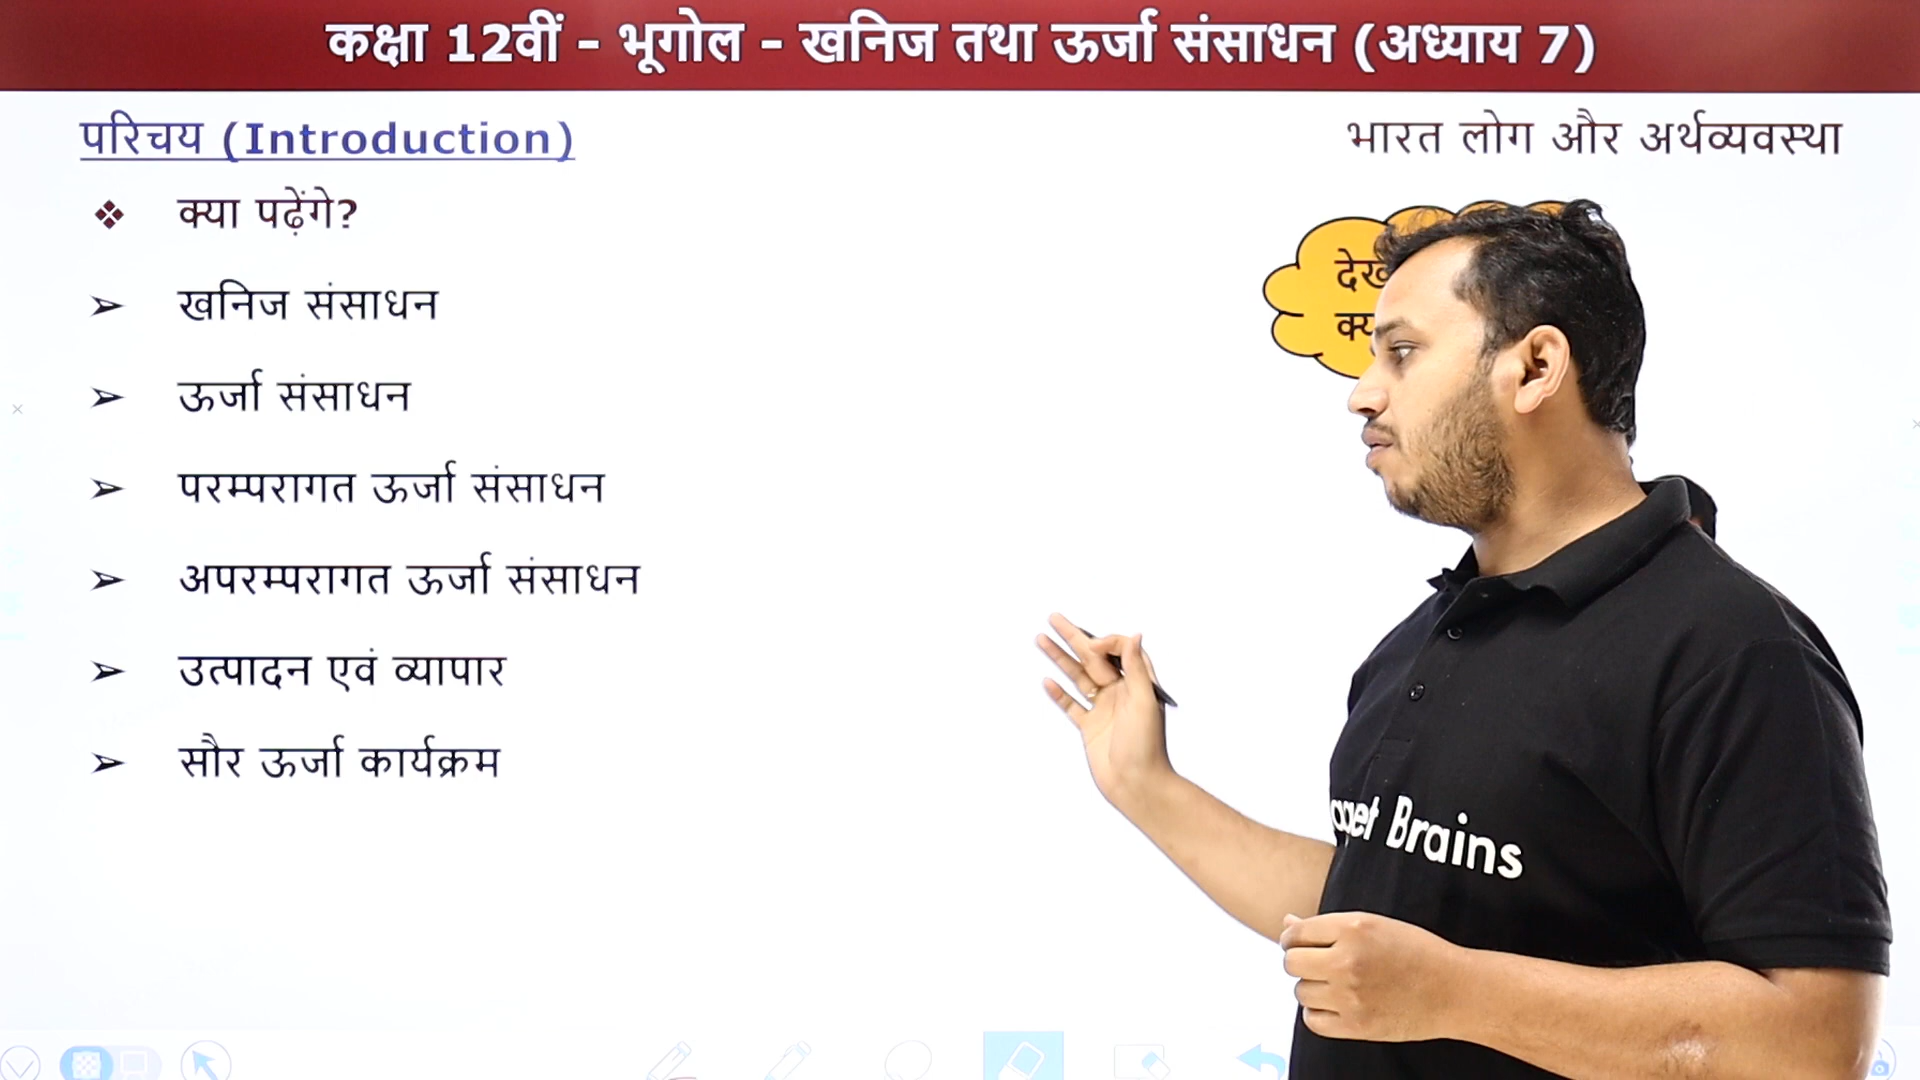 कक्षा 12वीं - भूगोल - खनिज तथा ऊर्जा संसाधन (अध्याय 7)
परिचय (Introduction)
भारत लोग और अर्थव्यवस्था
❖ क्या पढ़ेंगे?
➢ खनिज संसाधन
➢ ऊर्जा संसाधन
➢ परम्परागत ऊर्जा संसाधन
➢ अपरम्परागत ऊर्जा संसाधन
➢ उत्पादन एवं व्यापार
➢ सौर ऊर्जा कार्यक्रम
Brains